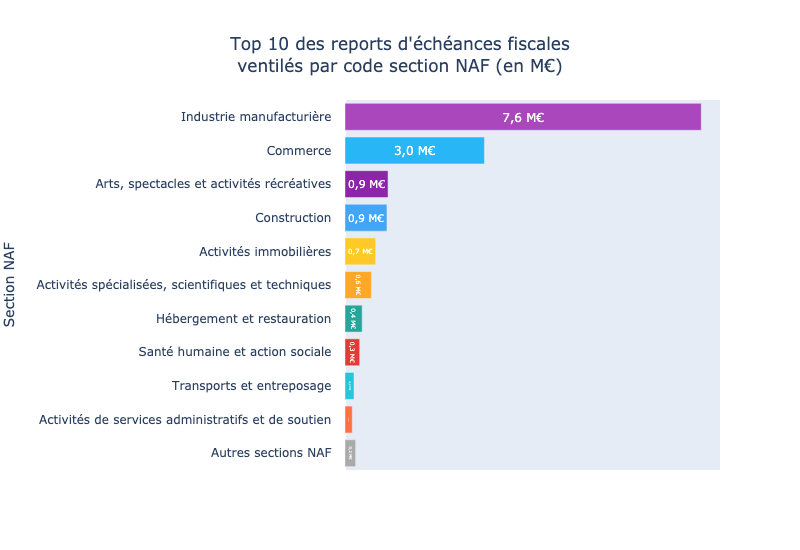 Top 10 des reports d'échéances fiscales
ventilés par code section NAF (en M€)
Section NAF
Industrie manufacturière
7,6 M€
Commerce
3,0 M€
Arts, spectacles et activités récréatives
0,9 M€
Construction
0,9 M€
Activités immobilières
0,7 M€
Activités spécialisées, scientifiques et techniques
0,6 M€
Hébergement et restauration
0,4 M€
Santé humaine et action sociale
0,3 M€
Transports et entreposage
Activités de services administratifs et de soutien
Autres sections NAF